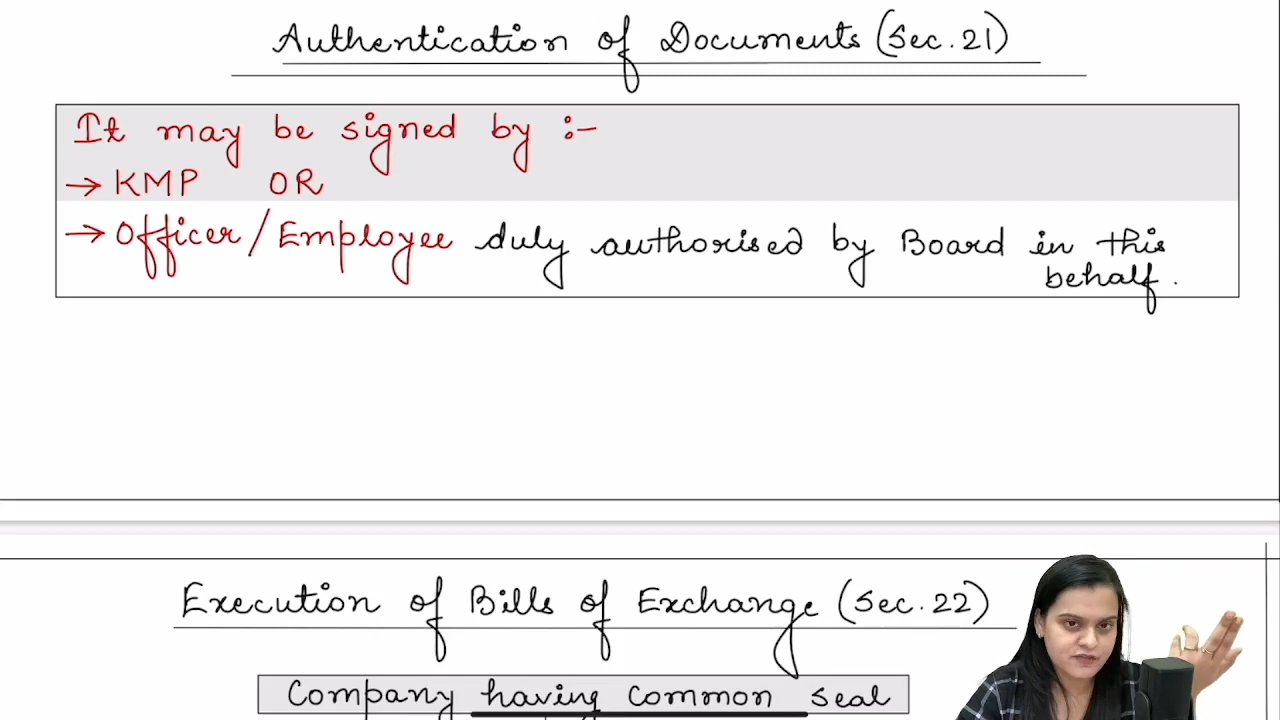 Authentication of Documents (Sec. 21)
It may be signed by :-
→ KMP OR
→ Officer / Employee duly authorised by Board in this
behalf.
Execution of Bills of Exchange (Sec. 22)
Company having common seal